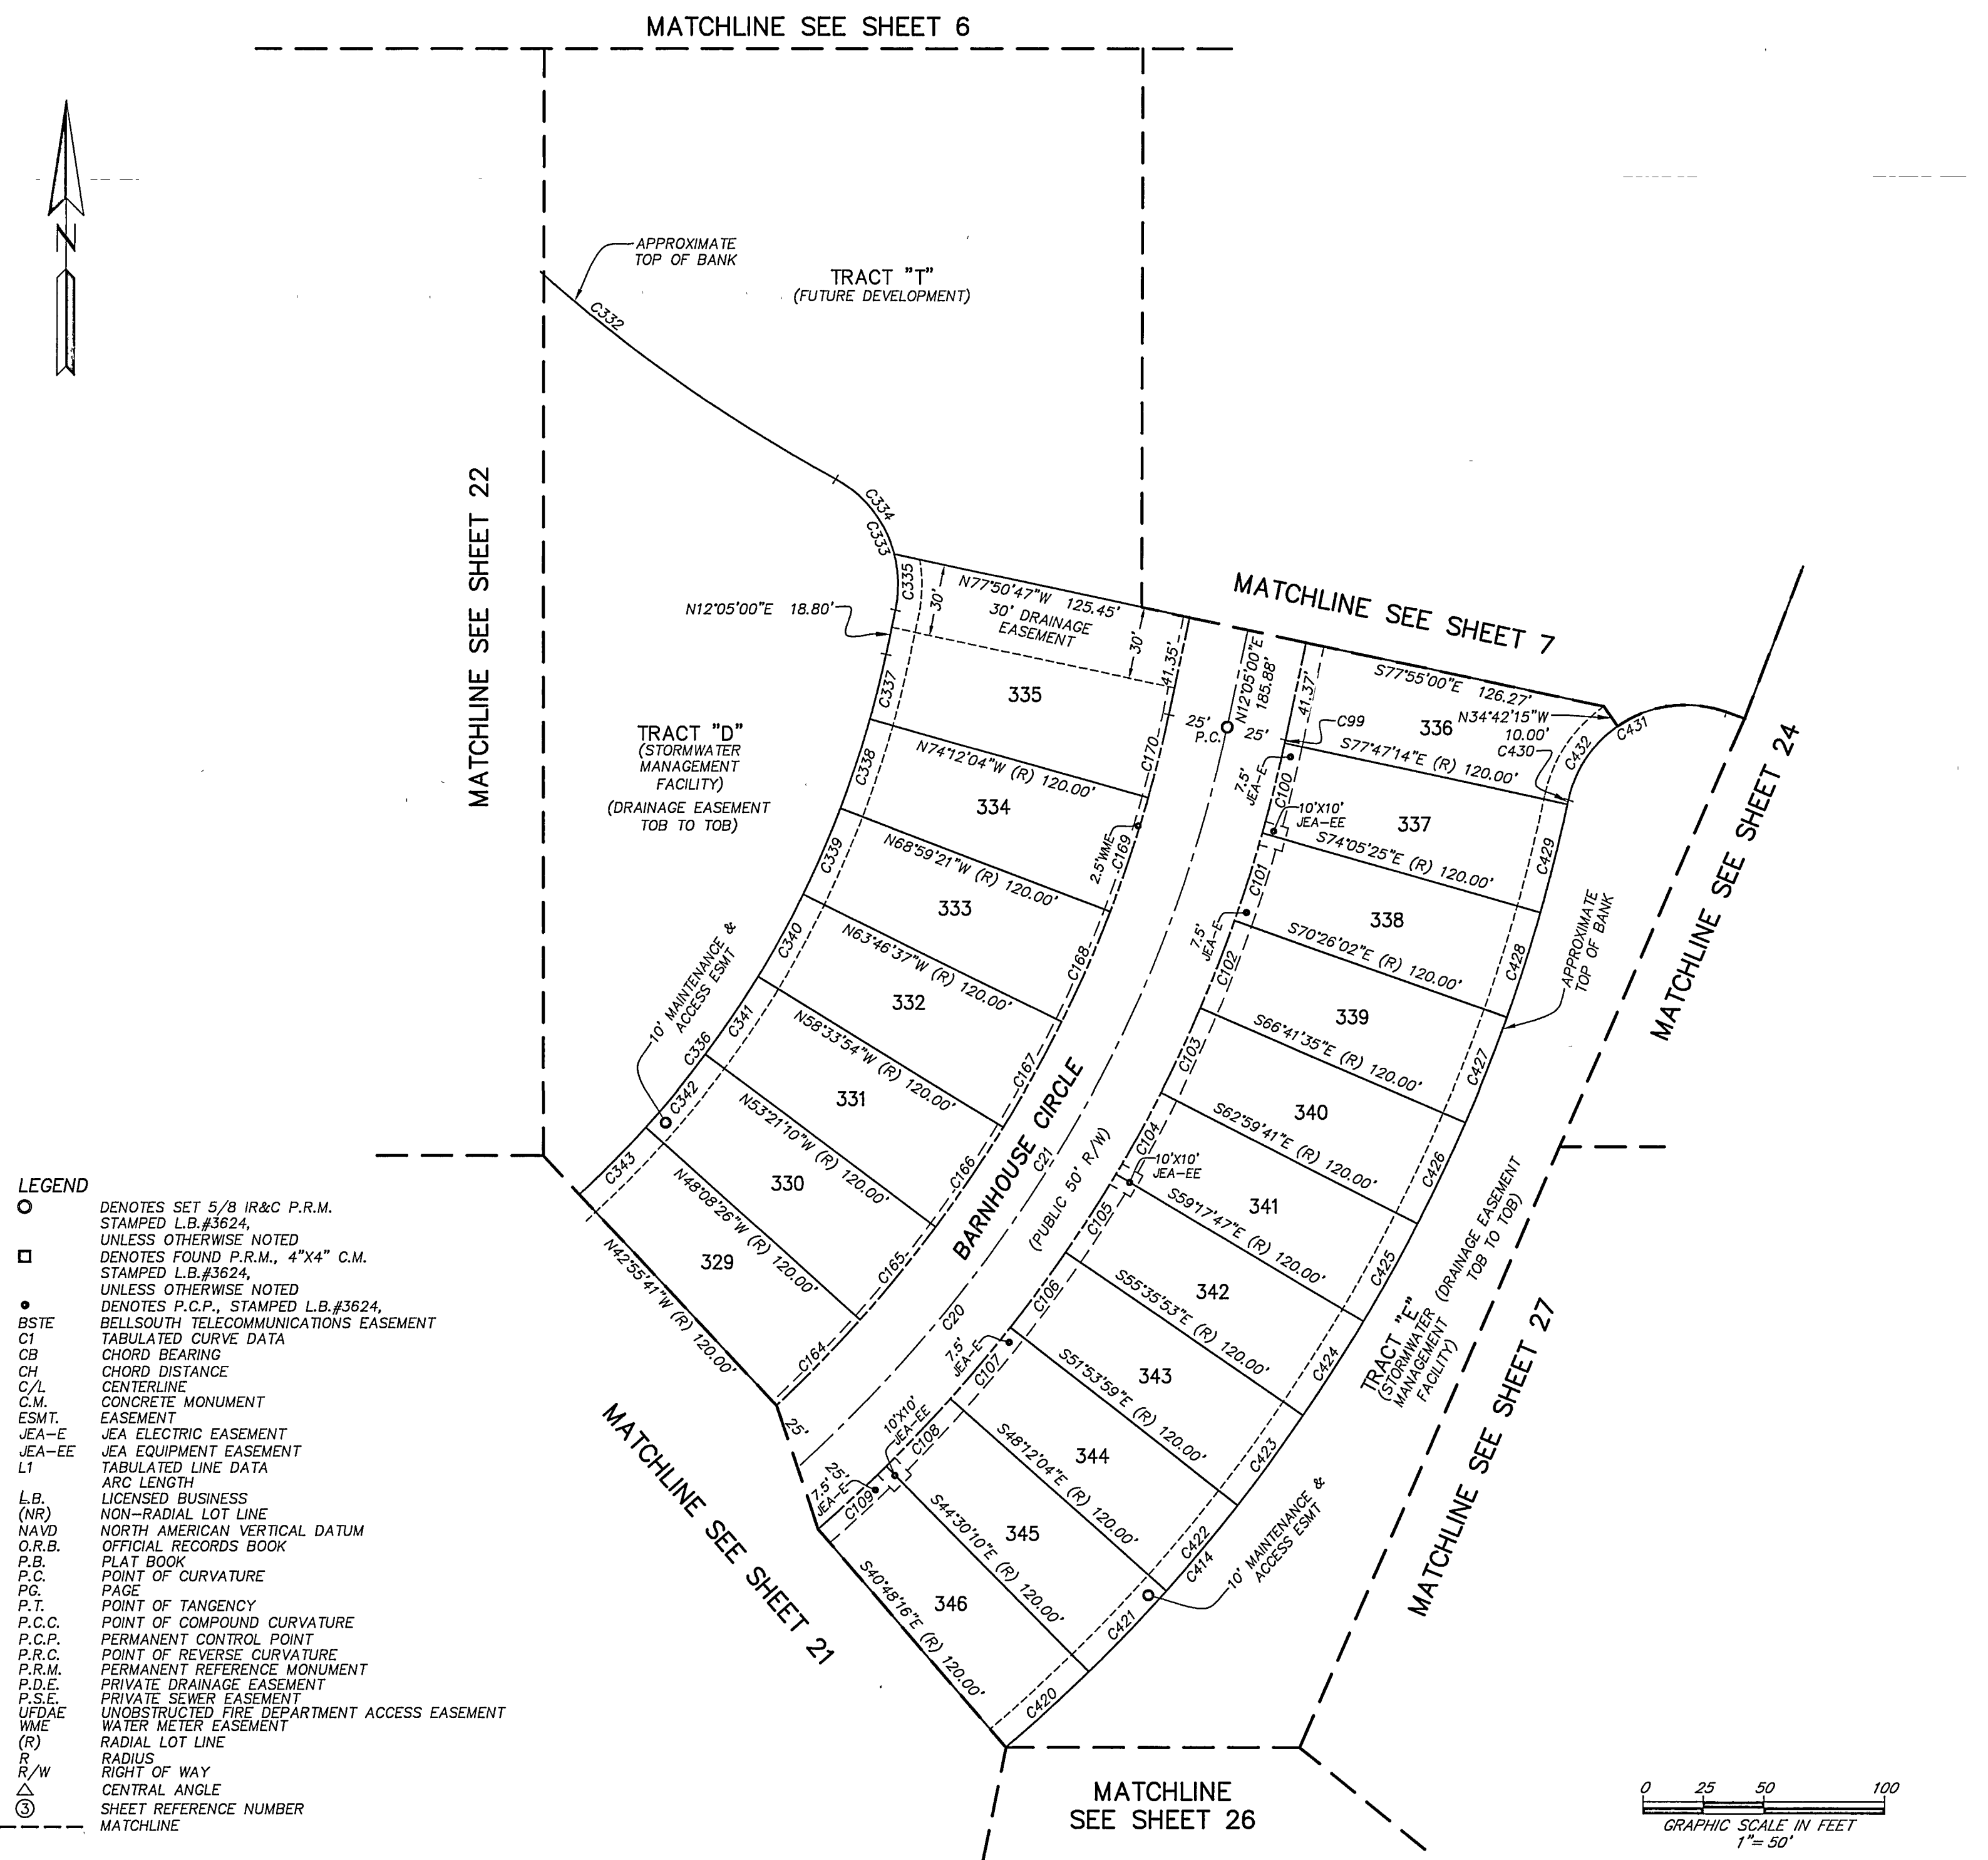 MATCHLINE SEE SHEET 6
N
APPROXIMATE
TOP OF BANK
TRACT "T"
(FUTURE DEVELOPMENT)
C332
MATCHLINE SEE SHEET 22
C334
C333
C335
N12°05'00"E 18.80'
30'
N77°50'47"W 125.45'
30' DRAINAGE
EASEMENT
30'
41.35'
MATCHLINE SEE SHEET 7
N12°05'00"E
185.88'
41.37'
S77°55'00"E 126.27'
N34°42'15"W
10.00'
C431
C430
C432
336
C99
25'
P.C.
25'
335
C337
C170
S77°47'14"E (R) 120.00'
TRACT "D"
(STORMWATER
MANAGEMENT
FACILITY)
(DRAINAGE EASEMENT
TOB TO TOB)
N74°12'04"W (R) 120.00'
C338
334
7.5'
JEA-E
C100
10'X10'
JEA-EE
337
S74°05'25"E (R) 120.00'
C429
MATCHLINE SEE SHEET 24
2.5'WME
C169
C339
N68°59'21"W (R) 120.00'
333
C101
7.5'
JEA-E
338
S70°26'02"E (R) 120.00'
C428
APPROXIMATE
TOP OF BANK
10' MAINTENANCE &
ACCESS ESMT
C340
N63°46'37"W (R) 120.00'
332
C168
C102
339
S66°41'35"E (R) 120.00'
C427
C341
C336
N58°33'54"W (R) 120.00'
331
C167
C103
340
S62°59'41"E (R) 120.00'
C426
C342
N53°21'10"W (R) 120.00'
330
C166
BARNHOUSE CIRCLE
C21
(PUBLIC 50' R/W)
C104
10'X10'
JEA-EE
341
S59°17'47"E (R) 120.00'
C425
C343
N48°08'26"W (R) 120.00'
329
C165
C105
342
S55°35'53"E (R) 120.00'
C424
TRACT "E"
(STORMWATER
MANAGEMENT
FACILITY)
(DRAINAGE EASEMENT
TOB TO TOB)
MATCHLINE SEE SHEET 27
N42°55'41"W (R) 120.00'
C164
C20
C106
7.5'
JEA-E
343
S51°53'59"E (R) 120.00'
C423
25'
C107
10'X10'
JEA-EE
344
S48°12'04"E (R) 120.00'
C422
C414
10' MAINTENANCE &
ACCESS ESMT
C108
25'
7.5'
JEA-E
C109
345
S44°30'10"E (R) 120.00'
C421
346
S40°48'16"E (R) 120.00'
C420
MATCHLINE SEE SHEET 21
MATCHLINE
SEE SHEET 26
LEGEND
DENOTES SET 5/8 IR&C P.R.M.
STAMPED L.B.#3624,
UNLESS OTHERWISE NOTED
DENOTES FOUND P.R.M., 4"X4" C.M.
STAMPED L.B.#3624,
UNLESS OTHERWISE NOTED
DENOTES P.C.P., STAMPED L.B.#3624,
BSTE BELLSOUTH TELECOMMUNICATIONS EASEMENT
C1 TABULATED CURVE DATA
CB CHORD BEARING
CH CHORD DISTANCE
C/L CENTERLINE
C.M. CONCRETE MONUMENT
ESMT. EASEMENT
JEA-E JEA ELECTRIC EASEMENT
JEA-EE JEA EQUIPMENT EASEMENT
L1 TABULATED LINE DATA
L ARC LENGTH
L.B. LICENSED BUSINESS
(NR) NON-RADIAL LOT LINE
NAVD NORTH AMERICAN VERTICAL DATUM
O.R.B. OFFICIAL RECORDS BOOK
P.B. PLAT BOOK
P.C. POINT OF CURVATURE
PG. PAGE
P.T. POINT OF TANGENCY
P.C.C. POINT OF COMPOUND CURVATURE
P.C.P. PERMANENT CONTROL POINT
P.R.C. POINT OF REVERSE CURVATURE
P.R.M. PERMANENT REFERENCE MONUMENT
P.D.E. PRIVATE DRAINAGE EASEMENT
P.S.E. PRIVATE SEWER EASEMENT
UFDAE UNOBSTRUCTED FIRE DEPARTMENT ACCESS EASEMENT
WME WATER METER EASEMENT
(R) RADIAL LOT LINE
R RADIUS
R/W RIGHT OF WAY
△ CENTRAL ANGLE
③ SHEET REFERENCE NUMBER
MATCHLINE
0 25 50 100
GRAPHIC SCALE IN FEET
1"= 50'